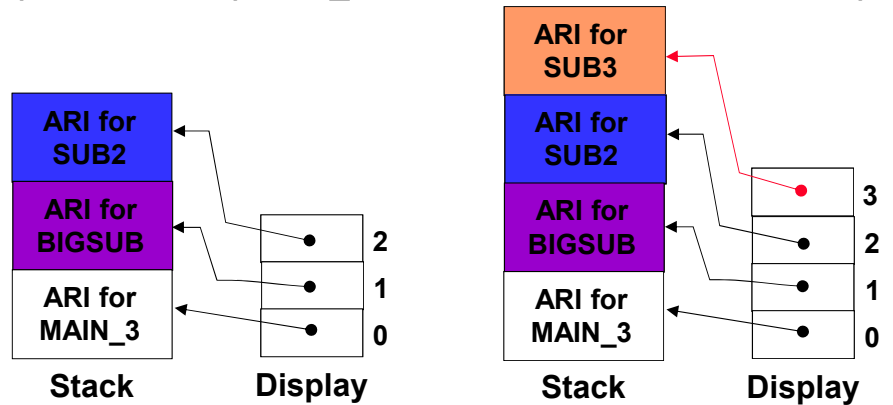 ARI for
SUB2
ARI for
BIGSUB
ARI for
MAIN_3
2
1
0
Stack
Display
ARI for
SUB3
ARI for
SUB2
ARI for
BIGSUB
ARI for
MAIN_3
3
2
1
0
Stack
Display